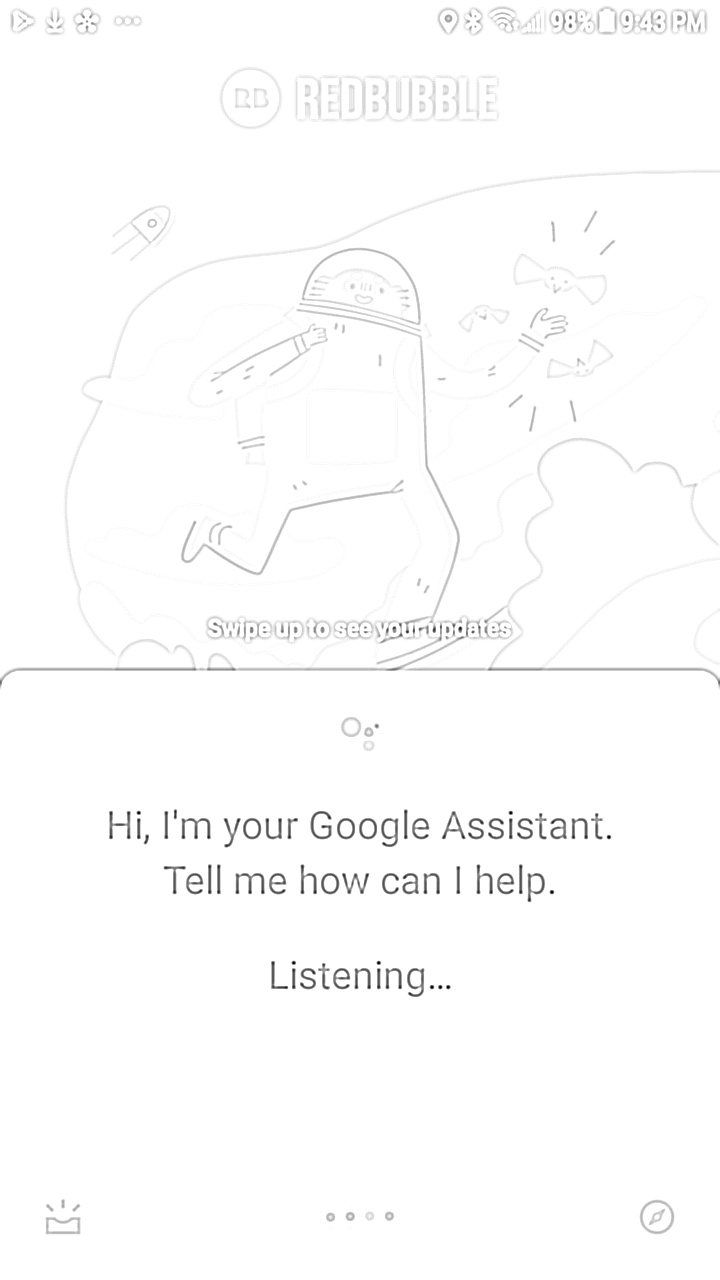 98% 9:43 PM
RB REDBUBBLE
Swipe up to see your updates
Hi, I'm your Google Assistant.
Tell me how can I help.
Listening...